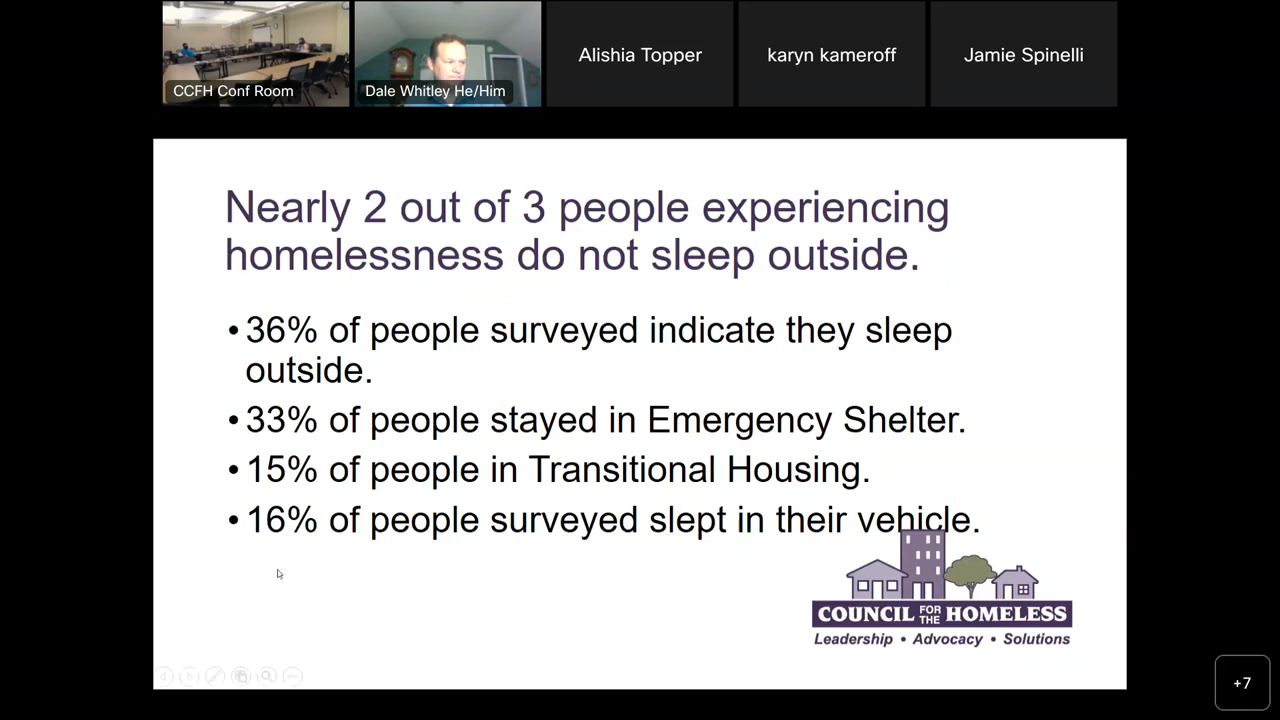 CCFH Conf Room
Dale Whitley He/Him
Alishia Topper
karyn kameroff
Jamie Spinelli
Nearly 2 out of 3 people experiencing
homelessness do not sleep outside.
•36% of people surveyed indicate they sleep
outside.
•33% of people stayed in Emergency Shelter.
•15% of people in Transitional Housing.
•16% of people surveyed slept in their vehicle.
COUNCIL FOR THE HOMELESS
Leadership • Advocacy • Solutions
+7